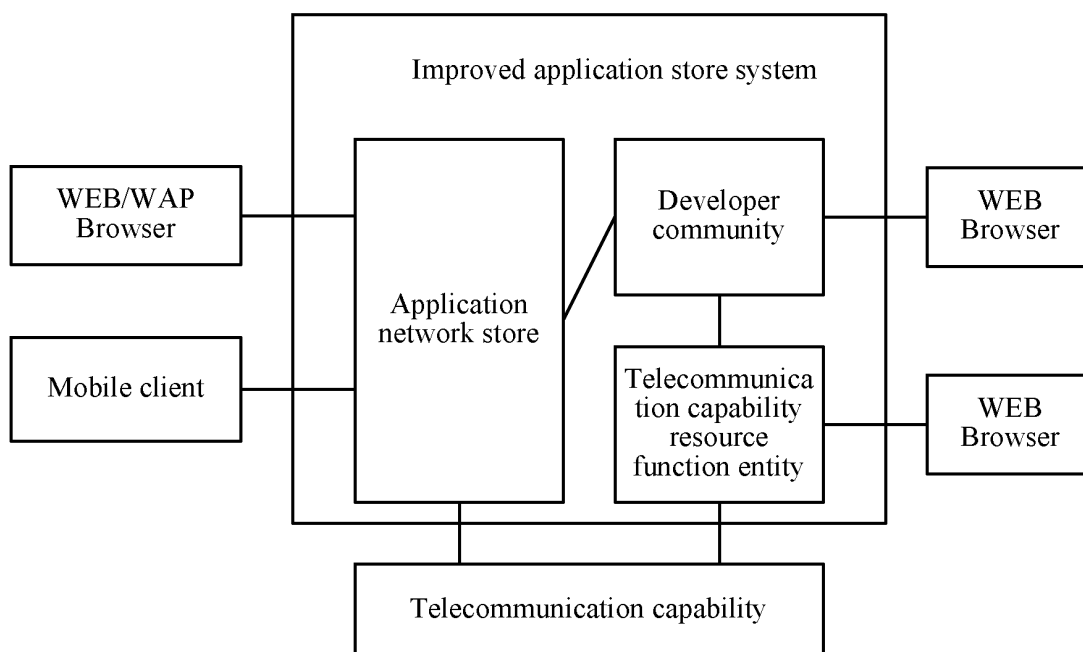 Improved application store system
WEB/WAP
Browser
Mobile client
Application
network store
Developer
community
Telecommunica
tion capability
resource
function entity
WEB
Browser
WEB
Browser
Telecommunication capability